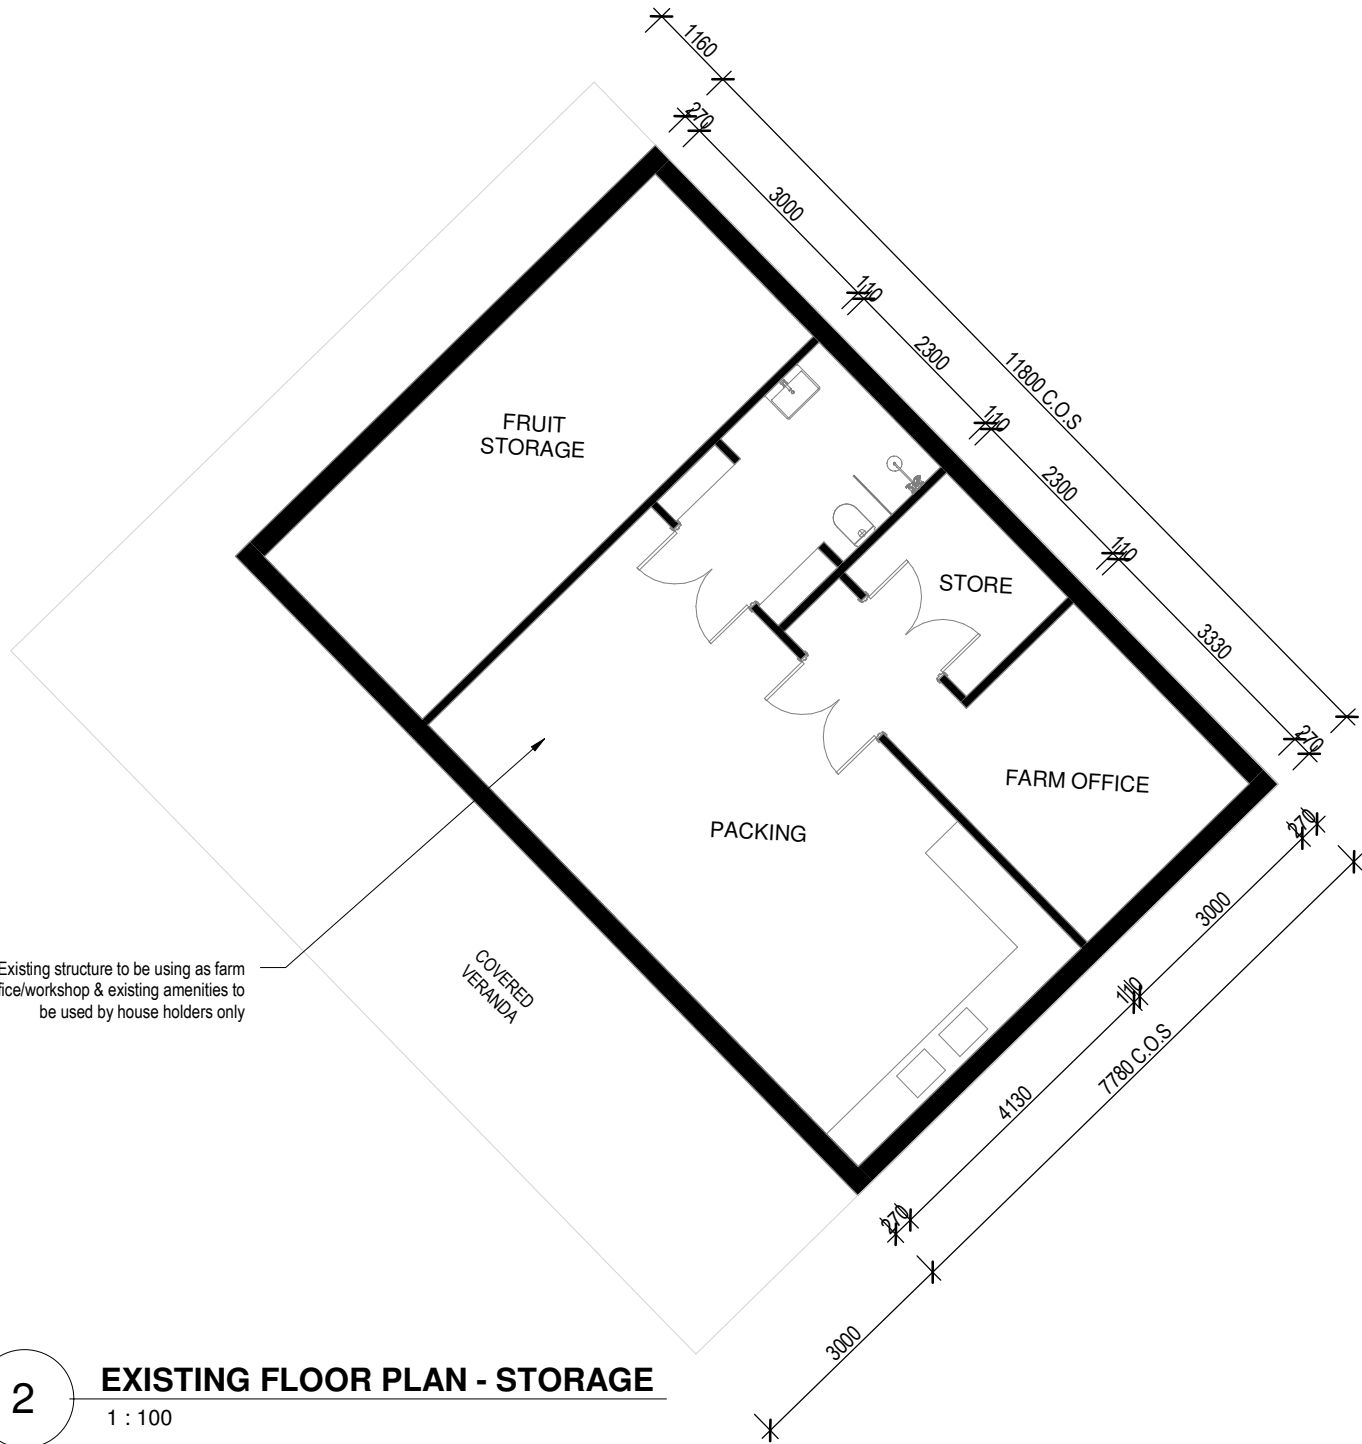 1160
270
3000
110
2300
11800 C.O.S
110
2300
110
3330
270
FRUIT
STORAGE
STORE
FARM OFFICE
PACKING
270
3000
110
7780 C.O.S
4130
270
3000
Existing structure to be using as farm
fice/workshop & existing amenities to
be used by house holders only
COVERED
VERANDA
2
EXISTING FLOOR PLAN - STORAGE
1 : 100